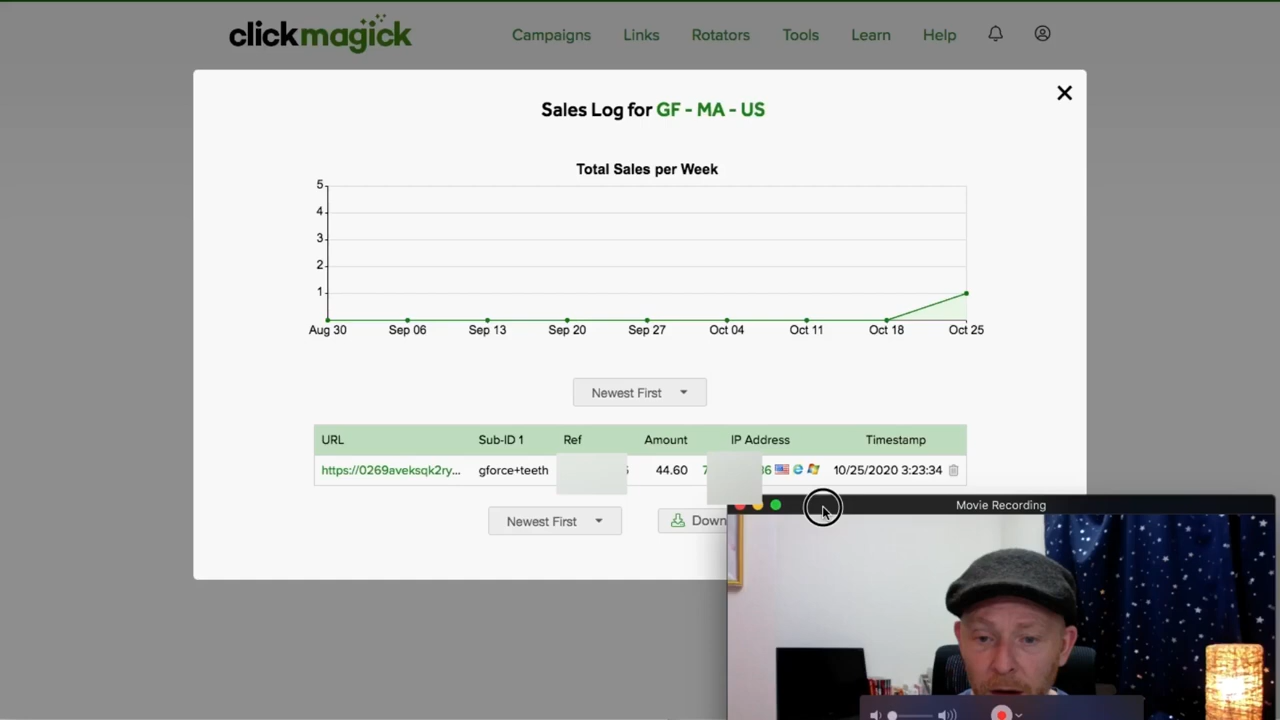 clickmagick
Campaigns Links Rotators Tools Learn Help
Sales Log for GF - MA - US
Total Sales per Week
5
4
3
2
1
Aug 30 Sep 06 Sep 13 Sep 20 Sep 27 Oct 04 Oct 11 Oct 18 Oct 25
Newest First
URL Sub-ID 1 Ref Amount IP Address Timestamp
https://0269aveksqk2ry... gforce+teeth 44.60 7 36 10/25/2020 3:23:34
Newest First Down
Movie Recording